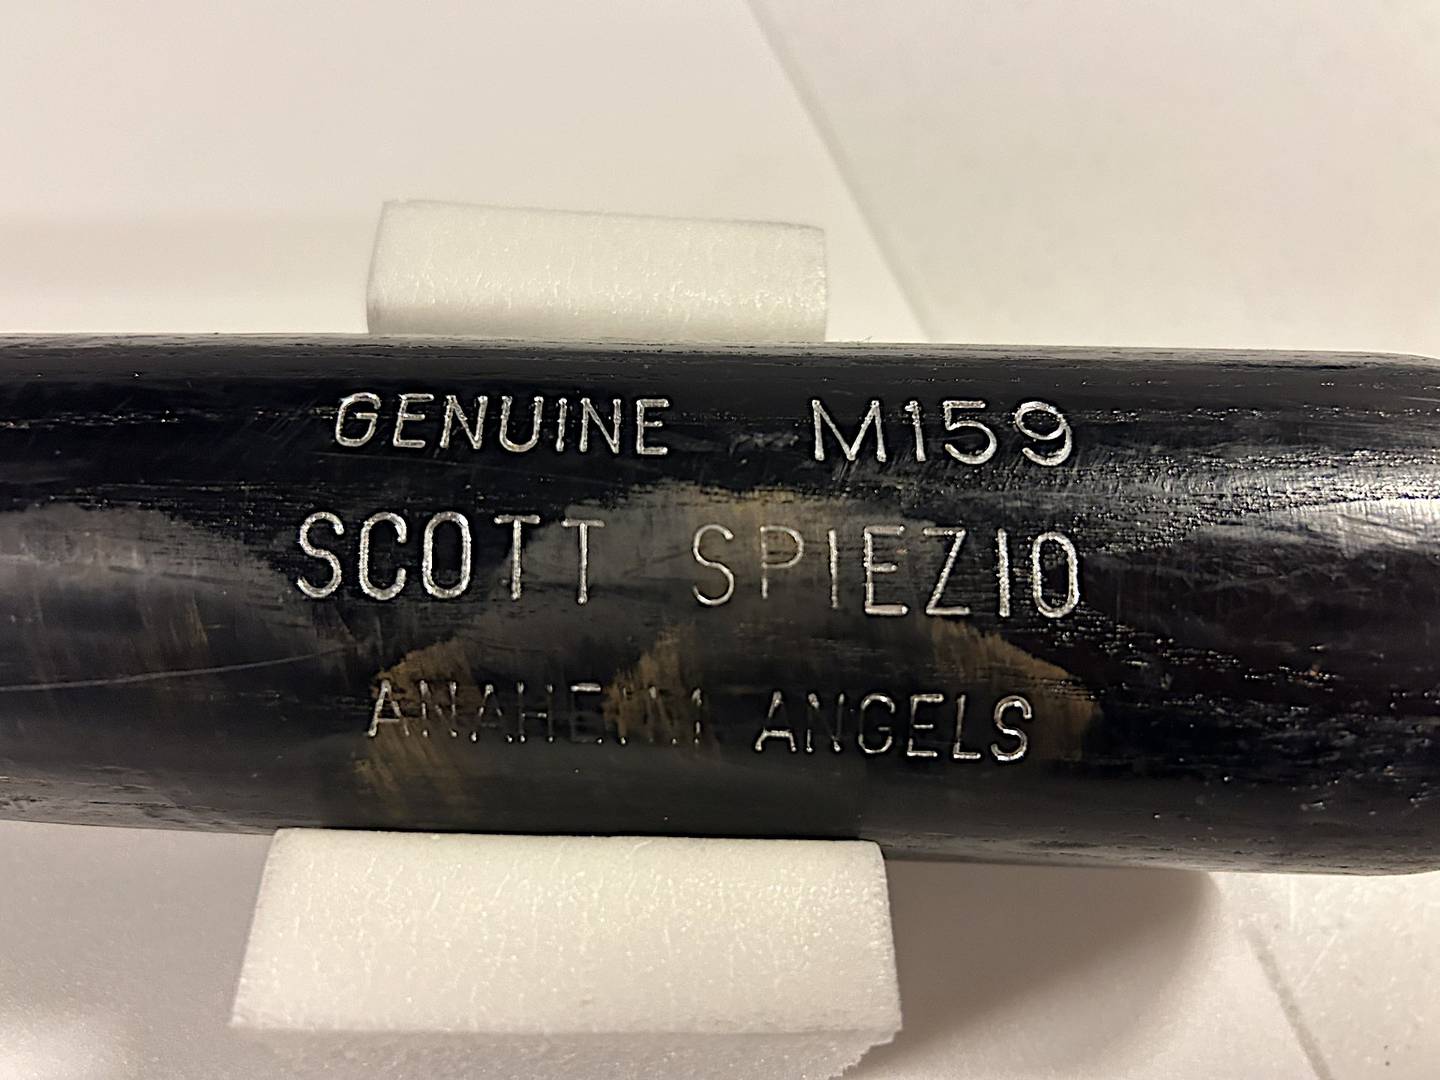 GENUINE M159
SCOTT SPIEZIO
ANAHEIM ANGELS